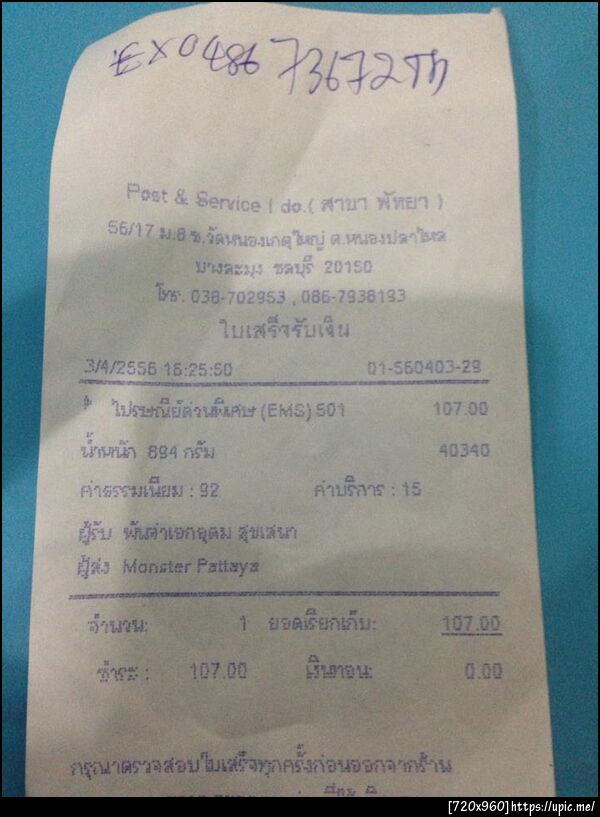 EX048673672Th
Post & Service I do.( สาขา พัทยา )
56/17 ม.8 ซ.วัดหนองเกตุใหญ่ ต.หนองปลาไหล
บางละมุง ชลบุรี 20150
โทร. 038-702953 , 086-7938193
ใบเสร็จรับเงิน
3/4/2556 16:25:50 01-560403-29
ไปรษณีย์ด่วนพิเศษ (EMS) 501 107.00
น้ำหนัก 894 กรัม 40340
ค่าธรรมเนียม : 92 ค่าบริการ : 15
ผู้รับ พันจ่าเอกอุดม สุขเสนา
ผู้ส่ง Monster Pattaya
จำนวน: 1 ยอดเรียกเก็บ: 107.00
ชำระ : 107.00 เงินทอน: 0.00
กรุณาตรวจสอบใบเสร็จทุกครั้งก่อนออกจากร้าน
[720x960]https://upic.me/